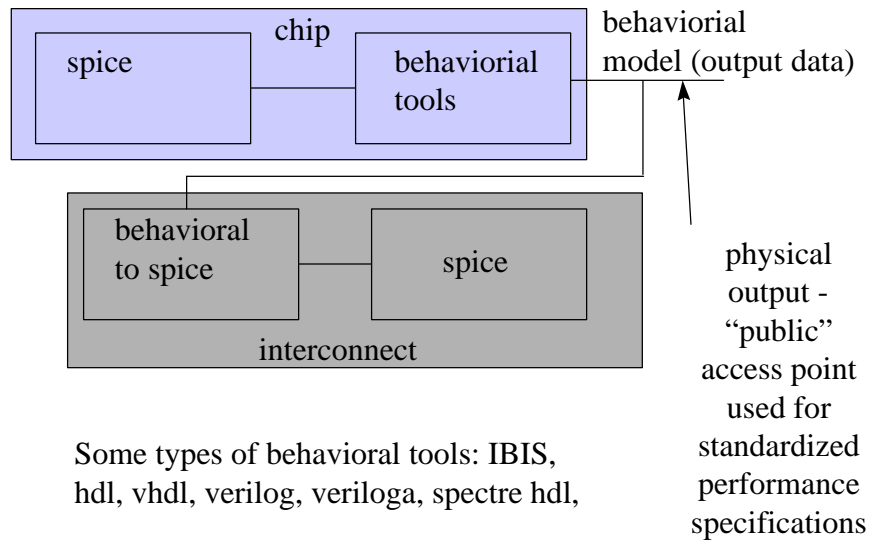 chip
spice
behaviorial
tools
behaviorial
model (output data)
behavioral
to spice
spice
interconnect
physical
output -
“public”
access point
used for
standardized
performance
specifications
Some types of behavioral tools: IBIS,
hdl, vhdl, verilog, veriloga, spectre hdl,